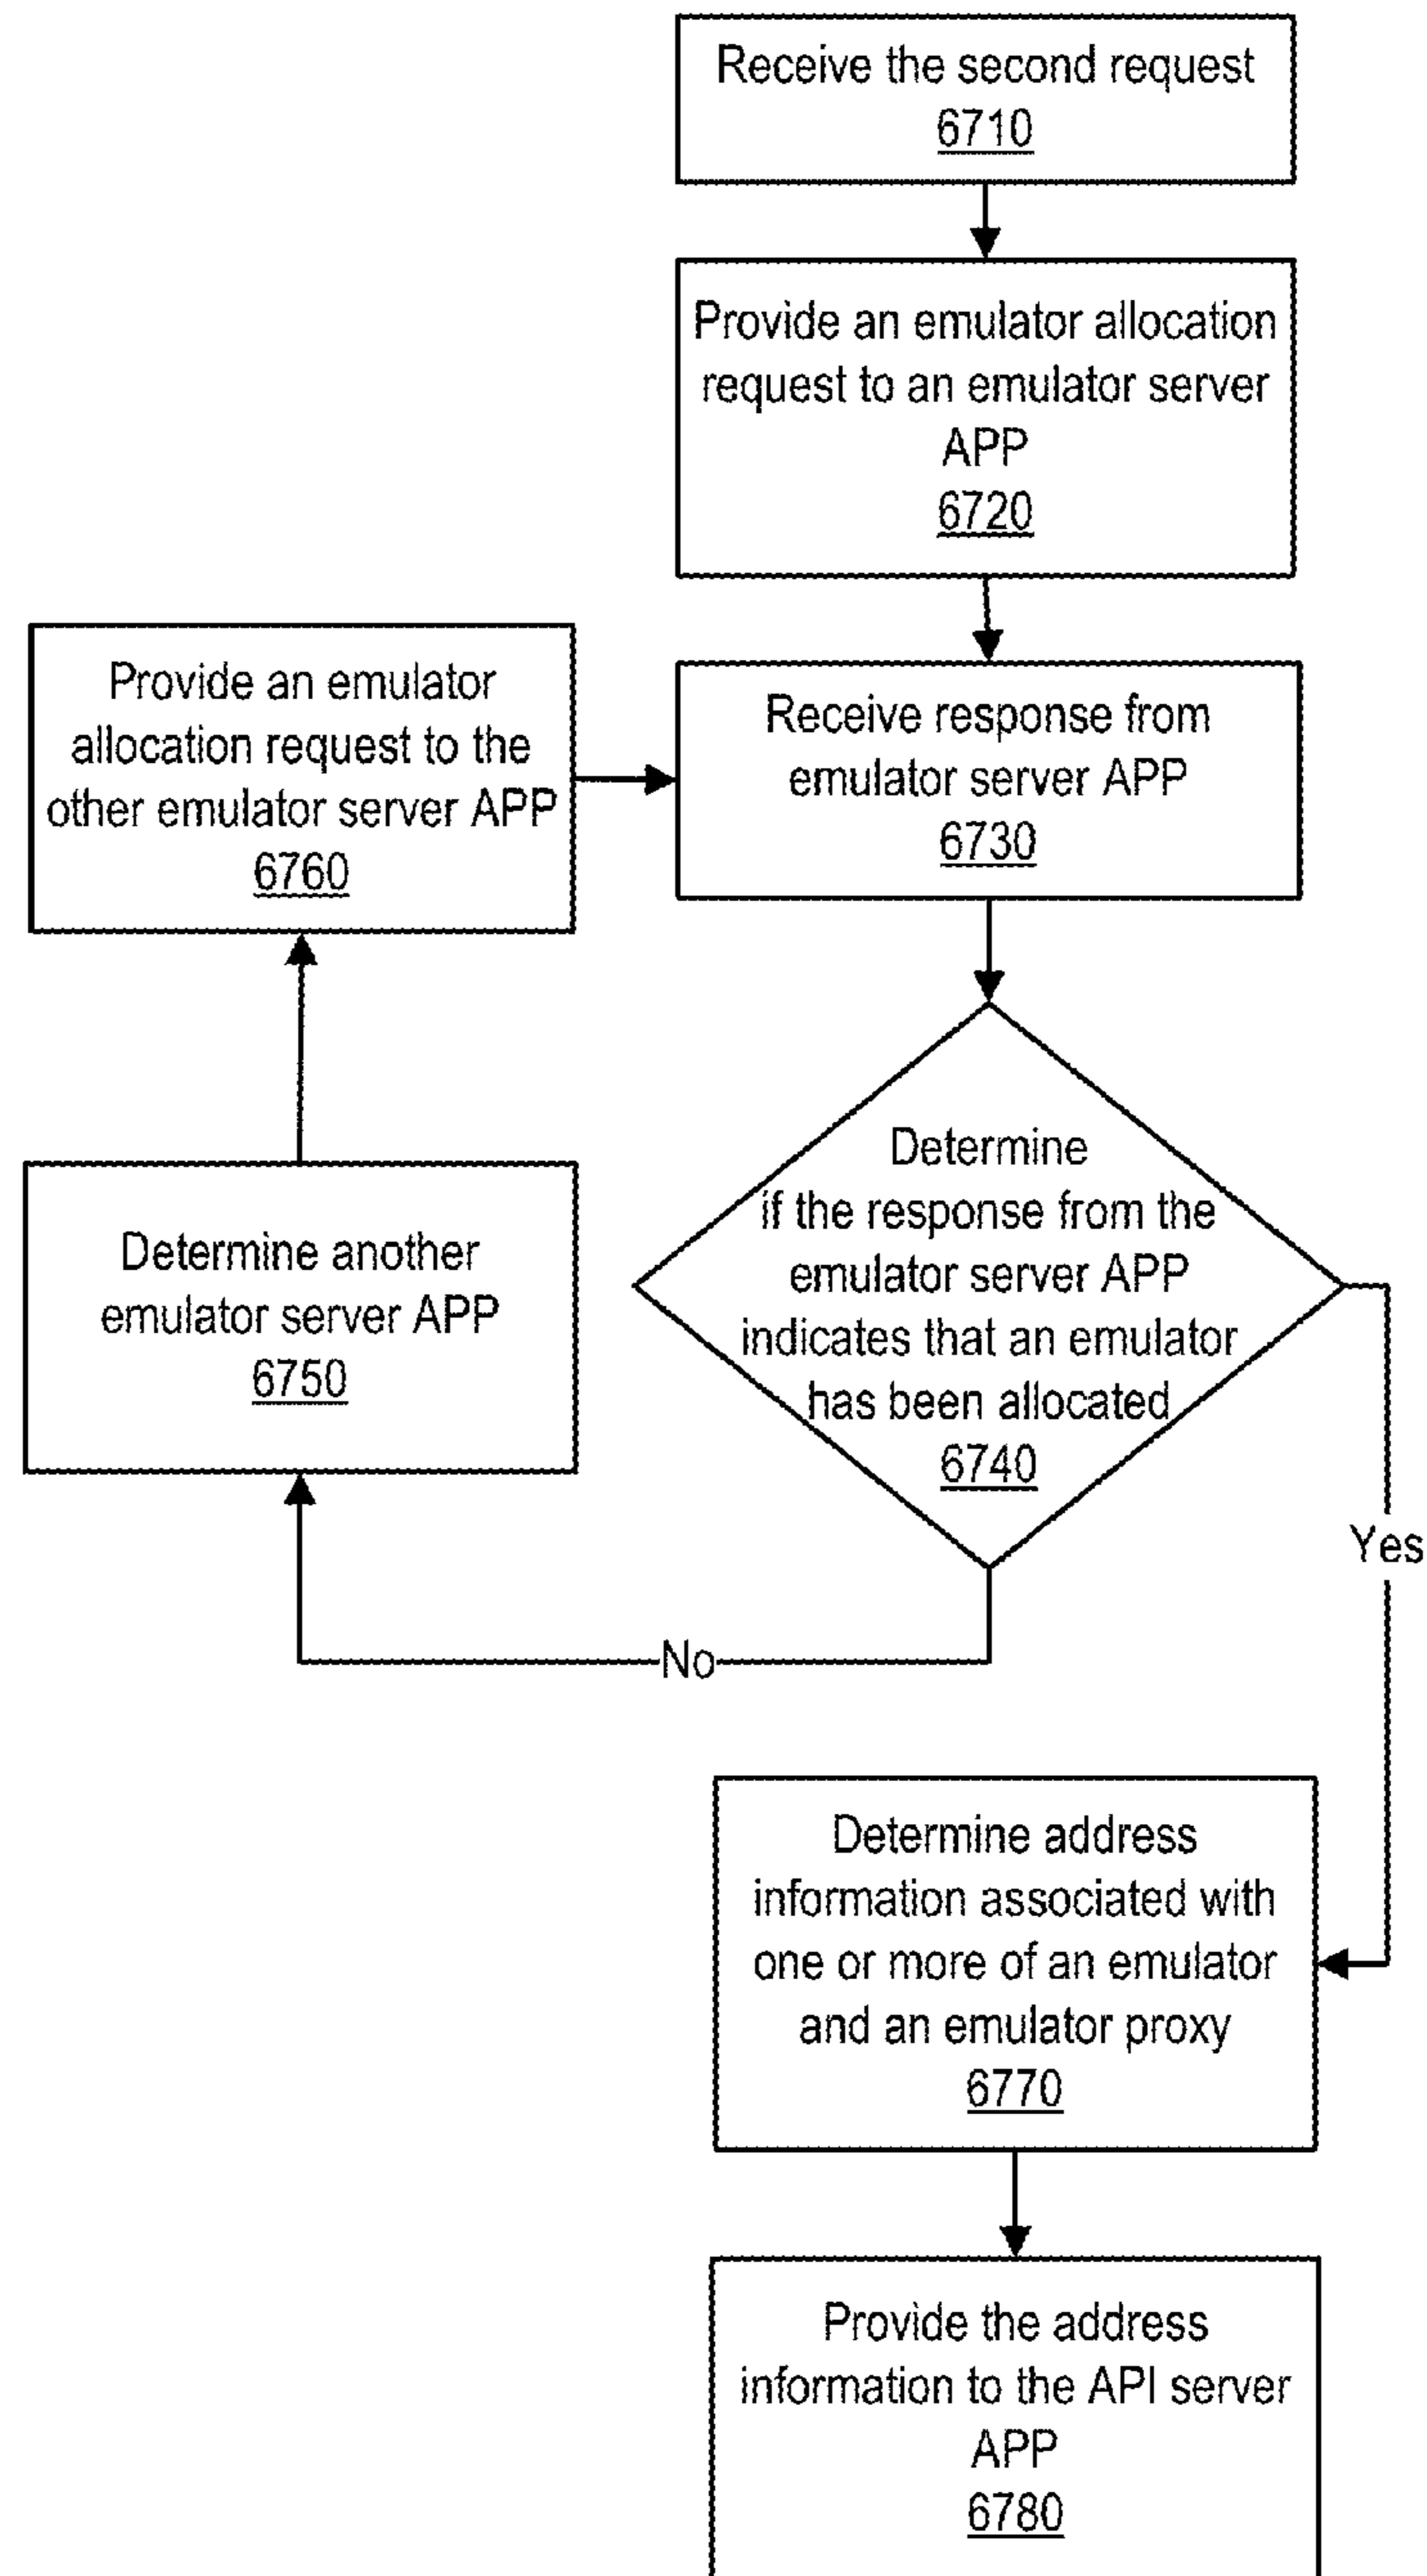 Receive the second request
6710
Provide an emulator allocation
request to an emulator server
APP
6720
Provide an emulator
allocation request to the
other emulator server APP
6760
Receive response from
emulator server APP
6730
Determine
if the response from the
emulator server APP
indicates that an emulator
has been allocated
6740
Determine another
emulator server APP
6750
Yes
No
Determine address
information associated with
one or more of an emulator
and an emulator proxy
6770
Provide the address
information to the API server
APP
6780